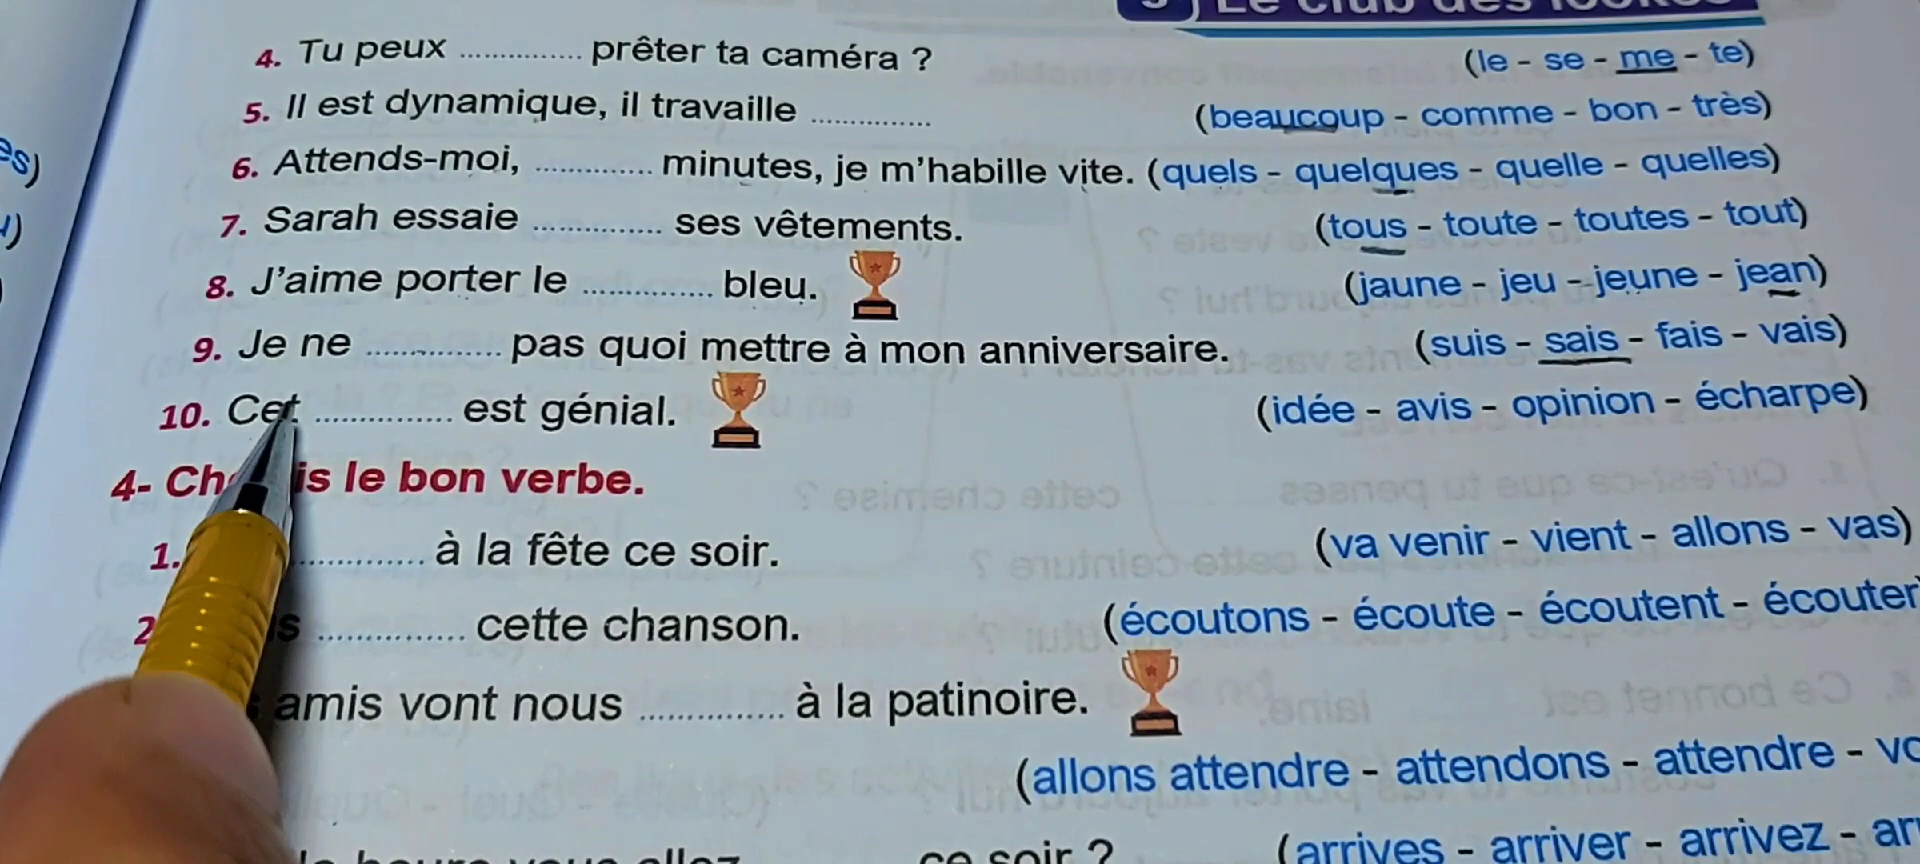 4. Tu peux .............. prêter ta caméra ? (le - se - me - te)
5. Il est dynamique, il travaille .............. (beaucoup - comme - bon - très)
6. Attends-moi, .............. minutes, je m'habille vite. (quels - quelques - quelle - quelles)
7. Sarah essaie .............. ses vêtements. (tous - toute - toutes - tout)
8. J'aime porter le .............. bleu. (jaune - jeu - jeune - jean)
9. Je ne .............. pas quoi mettre à mon anniversaire. (suis - sais - fais - vais)
10. Cet .............. est génial. (idée - avis - opinion - écharpe)
4- is le bon verbe.
1. .............. à la fête ce soir. (va venir - vient - allons - vas)
2 .............. cette chanson. (écoutons - écoute - écoutent - écouter
amis vont nous .............. à la patinoire.
(allons attendre - attendons - attendre -
ce soir ? (arrives - arriver - arrivez -